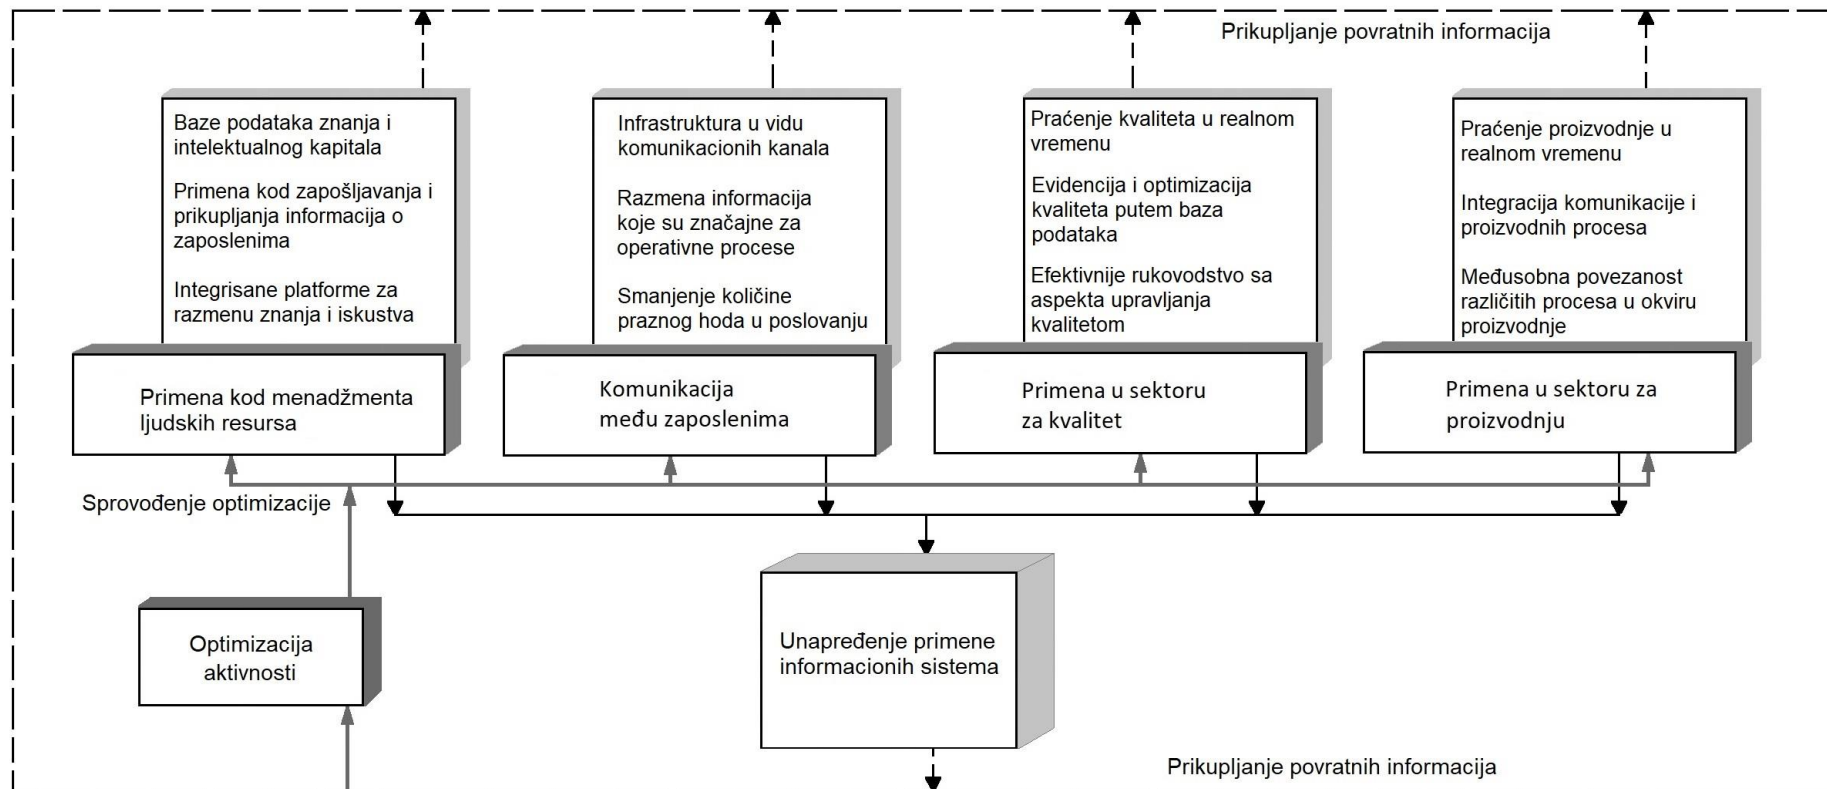 Prikupljanje povratnih informacija
Baze podataka znanja i
intelektualnog kapitala
Primena kod zapošljavanja i
prikupljanja informacija o
zaposlenima
Integrisane platforme za
razmenu znanja i iskustva
Primena kod menadžmenta
ljudskih resursa
Infrastruktura u vidu
komunikacionih kanala
Razmena informacija
koje su značajne za
operativne procese
Smanjenje količine
praznog hoda u poslovanju
Komunikacija
među zaposlenima
Praćenje kvaliteta u realnom
vremenu
Evidencija i optimizacija
kvaliteta putem baza
podataka
Efektivnije rukovodstvo sa
aspekta upravljanja
kvalitetom
Primena u sektoru
za kvalitet
Praćenje proizvodnje u
realnom vremenu
Integracija komunikacije i
proizvodnih procesa
Međusobna povezanost
različitih procesa u okviru
proizvodnje
Primena u sektoru za
proizvodnju
Sprovođenje optimizacije
Optimizacija
aktivnosti
Unapređenje primene
informacionih sistema
Prikupljanje povratnih informacija